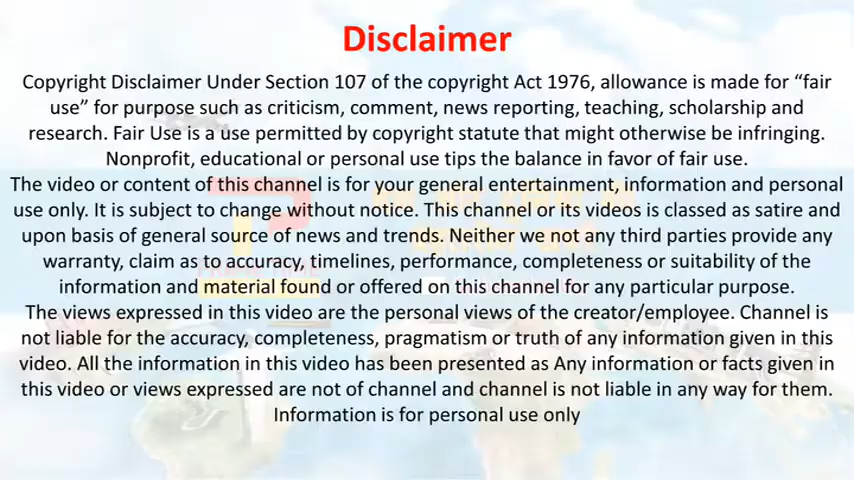 Disclaimer
Copyright Disclaimer Under Section 107 of the copyright Act 1976, allowance is made for “fair
use” for purpose such as criticism, comment, news reporting, teaching, scholarship and
research. Fair Use is a use permitted by copyright statute that might otherwise be infringing.
Nonprofit, educational or personal use tips the balance in favor of fair use.
The video or content of this channel is for your general entertainment, information and personal
use only. It is subject to change without notice. This channel or its videos is classed as satire and
upon basis of general source of news and trends. Neither we not any third parties provide any
warranty, claim as to accuracy, timelines, performance, completeness or suitability of the
information and material found or offered on this channel for any particular purpose.
The views expressed in this video are the personal views of the creator/employee. Channel is
not liable for the accuracy, completeness, pragmatism or truth of any information given in this
video. All the information in this video has been presented as Any information or facts given in
this video or views expressed are not of channel and channel is not liable in any way for them.
Information is for personal use only